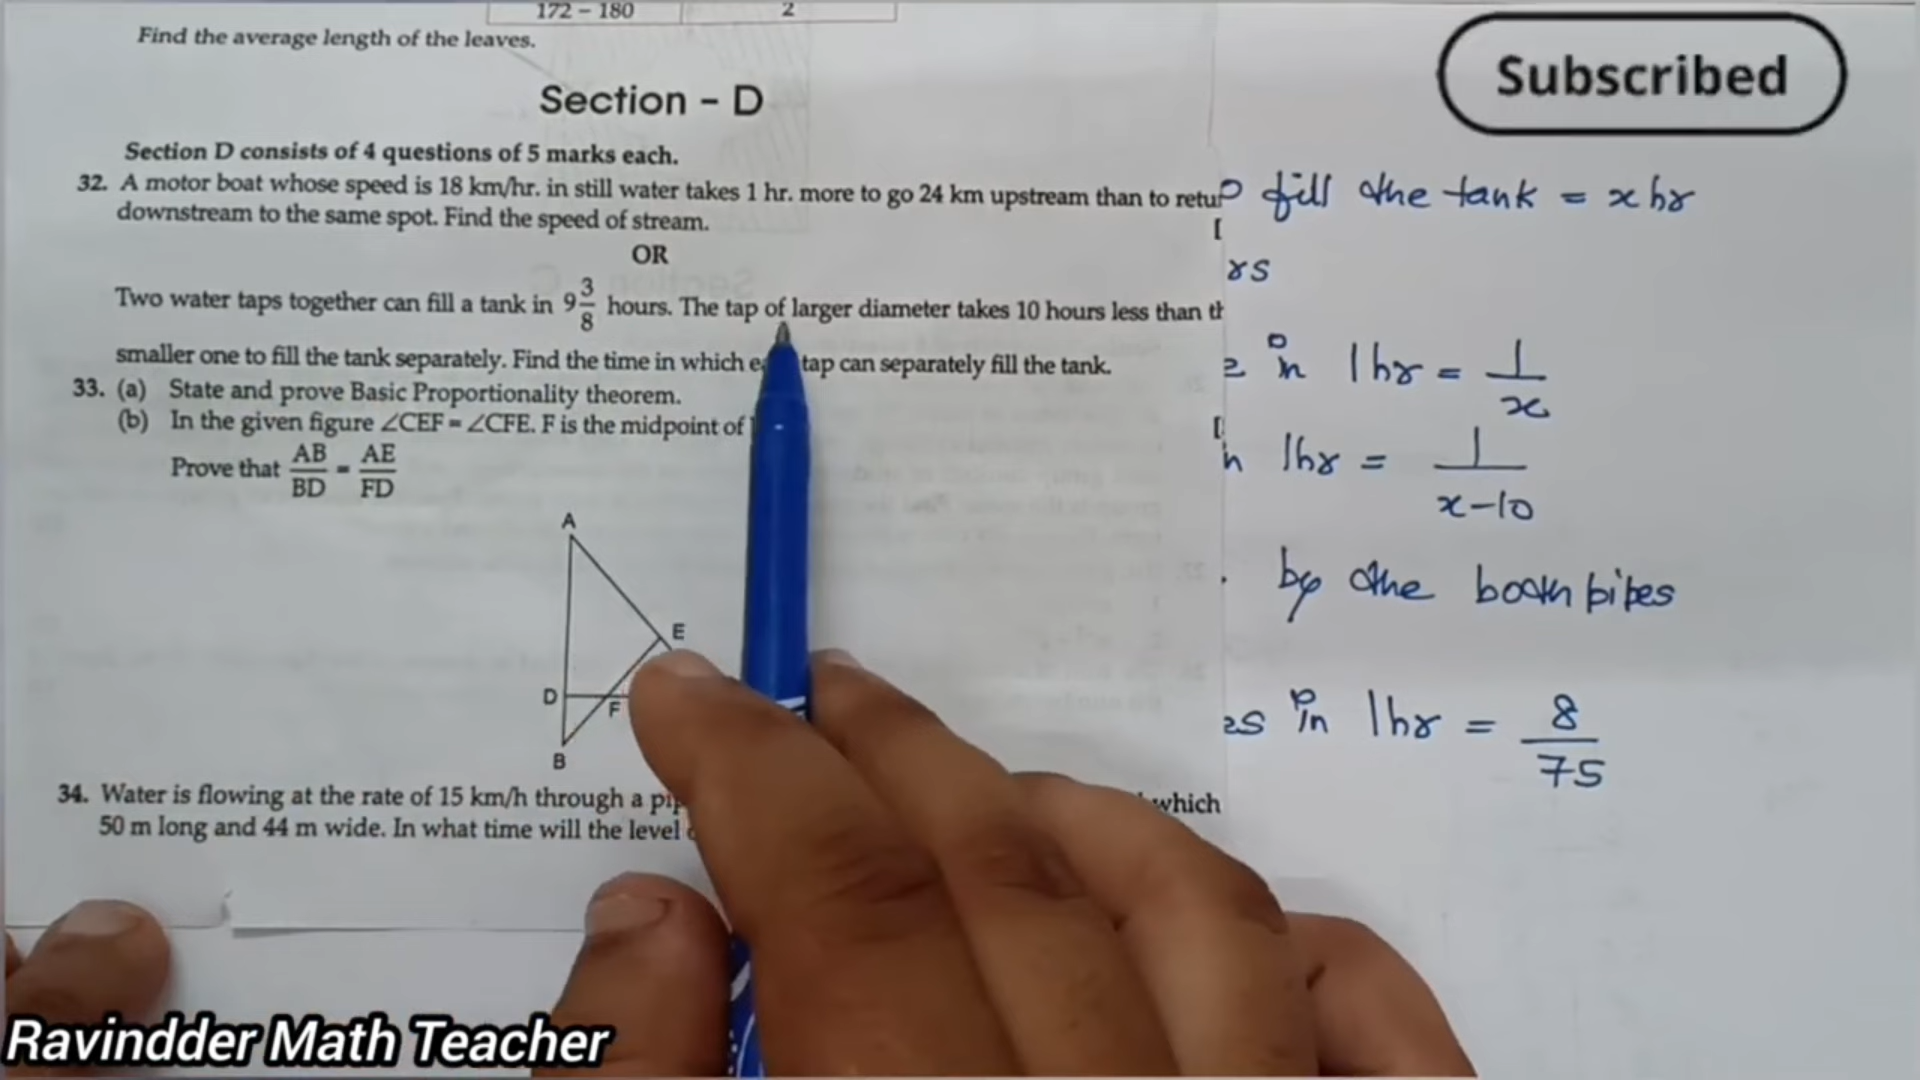 172 – 180 2
Find the average length of the leaves.
Subscribed
Section – D
Section D consists of 4 questions of 5 marks each.
32. A motor boat whose speed is 18 km/hr. in still water takes 1 hr. more to go 24 km upstream than to retur
downstream to the same spot. Find the speed of stream.
[
OR
Two water taps together can fill a tank in 9 3/8 hours. The tap of larger diameter takes 10 hours less than th
smaller one to fill the tank separately. Find the time in which tap can separately fill the tank.
33. (a) State and prove Basic Proportionality theorem.
(b) In the given figure ∠CEF = ∠CFE. F is the midpoint of
[
Prove that AB/BD = AE/FD
A
E
D
F
B
34. Water is flowing at the rate of 15 km/h through a which
50 m long and 44 m wide. In what time will the level
fill the tank = x hr
rs
in 1 hr = 1/x
1 hr = 1/x-10
by the both pipes
es in 1 hr = 8/75
Ravindder Math Teacher